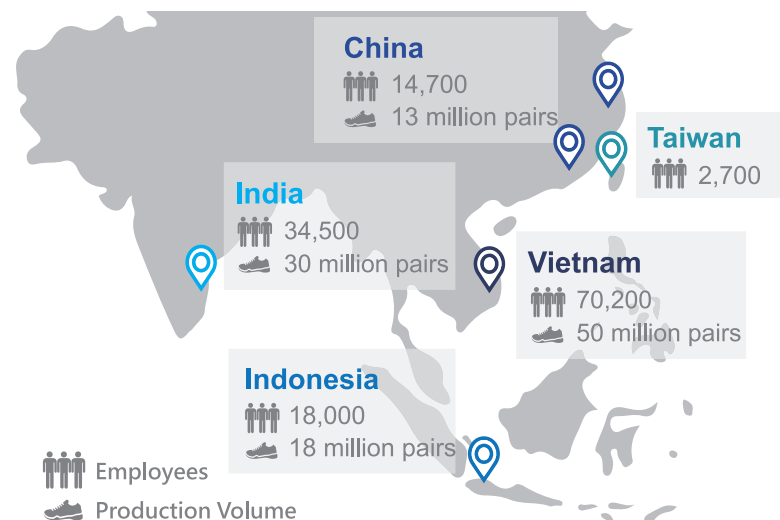 China
14,700
13 million pairs
Taiwan
2,700
India
34,500
30 million pairs
Vietnam
70,200
50 million pairs
Indonesia
18,000
18 million pairs
Employees
Production Volume